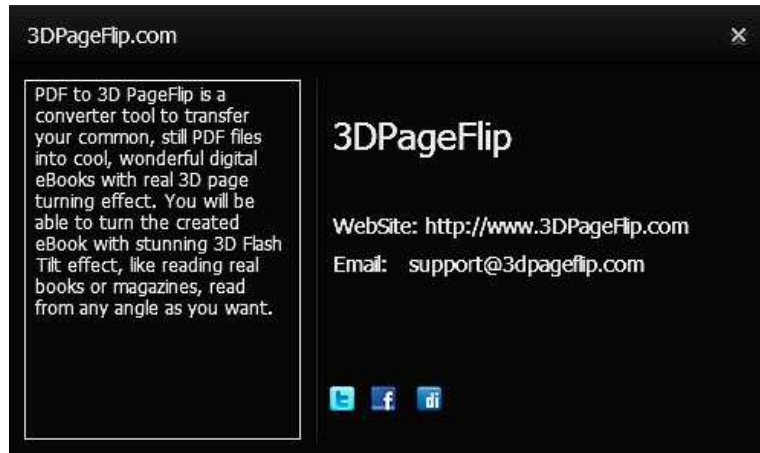 3DPageFlip.com
PDF to 3D PageFlip is a
converter tool to transfer
your common, still PDF files
into cool, wonderful digital
eBooks with real 3D page
turning effect. You will be
able to turn the created
eBook with stunning 3D Flash
Tilt effect, like reading real
books or magazines, read
from any angle as you want.
3DPageFlip
WebSite: http://www.3DPageFlip.com
Email: support@3dpageflip.com
t f di